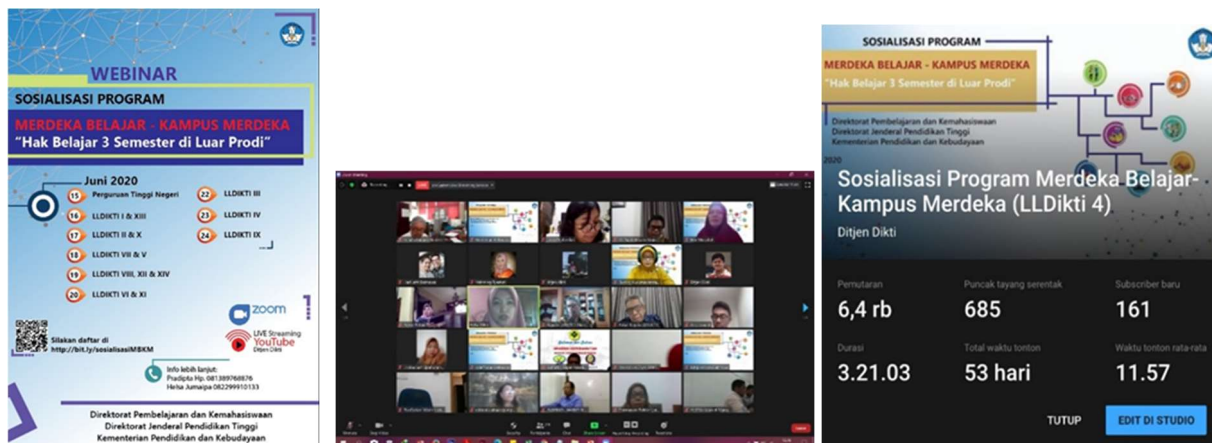 WEBINAR
SOSIALISASI PROGRAM
MERDEKA BELAJAR - KAMPUS MERDEKA
“Hak Belajar 3 Semester di Luar Prodi”
Juni 2020
15 Perguruan Tinggi Negeri
16 LLDIKTI I & XIII
17 LLDIKTI II & X
18 LLDIKTI VII & V
19 LLDIKTI VIII, XII & XIV
20 LLDIKTI VI & XI
22 LLDIKTI III
23 LLDIKTI IV
24 LLDIKTI IX
zoom
LIVE Streaming
YouTube
Ditjen Dikti
Silakan daftar di
http://bit.ly/sosialisasiMBKM
Info lebih lanjut:
Pradipta Hp. 081389768876
Helsa Jumaipa 082299910133
Direktorat Pembelajaran dan Kemahasiswaan
Direktorat Jenderal Pendidikan Tinggi
Kementerian Pendidikan dan Kebudayaan
LIVE
SOSIALISASI PROGRAM
MERDEKA BELAJAR - KAMPUS MERDEKA
"Hak Belajar 3 Semester di Luar Prodi"
Direktorat Pembelajaran dan Kemahasiswaan
Direktorat Jenderal Pendidikan Tinggi
Kementerian Pendidikan dan Kebudayaan
2020
Sosialisasi Program Merdeka Belajar-
Kampus Merdeka (LLDikti 4)
Ditjen Dikti
Pemutaran
6,4 rb
Puncak tayang serentak
685
Subscriber baru
161
Durasi
3.21.03
Total waktu tonton
53 hari
Waktu tonton rata-rata
11.57
TUTUP
EDIT DI STUDIO